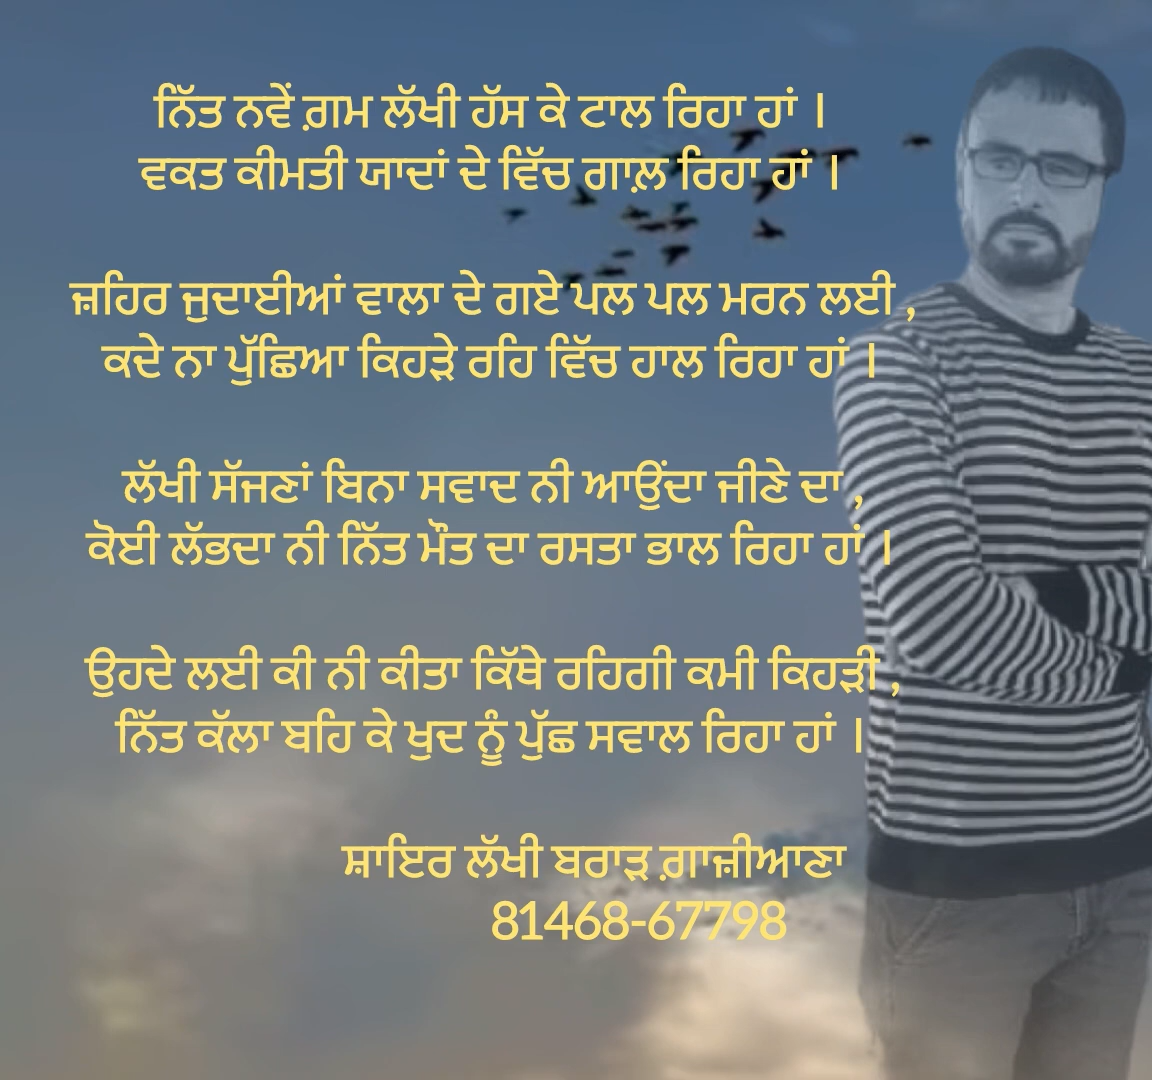 ਨਿੱਤ ਨਵੇਂ ਗ਼ਮ ਲੱਖੀ ਹੱਸ ਕੇ ਟਾਲ ਰਿਹਾ ਹਾਂ ।
ਵਕਤ ਕੀਮਤੀ ਯਾਦਾਂ ਦੇ ਵਿੱਚ ਗਾਲ਼ ਰਿਹਾ ਹਾਂ ।
ਜ਼ਹਿਰ ਜੁਦਾਈਆਂ ਵਾਲਾ ਦੇ ਗਏ ਪਲ ਪਲ ਮਰਨ ਲਈ ,
ਕਦੇ ਨਾ ਪੁੱਛਿਆ ਕਿਹੜੇ ਰਹਿ ਵਿੱਚ ਹਾਲ ਰਿਹਾ ਹਾਂ ।
ਲੱਖੀ ਸੱਜਣਾਂ ਬਿਨਾ ਸਵਾਦ ਨੀ ਆਉਂਦਾ ਜੀਣੇ ਦਾ ,
ਕੋਈ ਲੱਭਦਾ ਨੀ ਨਿੱਤ ਮੌਤ ਦਾ ਰਸਤਾ ਭਾਲ ਰਿਹਾ ਹਾਂ ।
ਉਹਦੇ ਲਈ ਕੀ ਨੀ ਕੀਤਾ ਕਿੱਥੇ ਰਹਿਗੀ ਕਮੀ ਕਿਹੜੀ ,
ਨਿੱਤ ਕੱਲਾ ਬਹਿ ਕੇ ਖੁਦ ਨੂੰ ਪੁੱਛ ਸਵਾਲ ਰਿਹਾ ਹਾਂ ।
ਸ਼ਾਇਰ ਲੱਖੀ ਬਰਾੜ ਗ਼ਾਜ਼ੀਆਣਾ
81468-67798